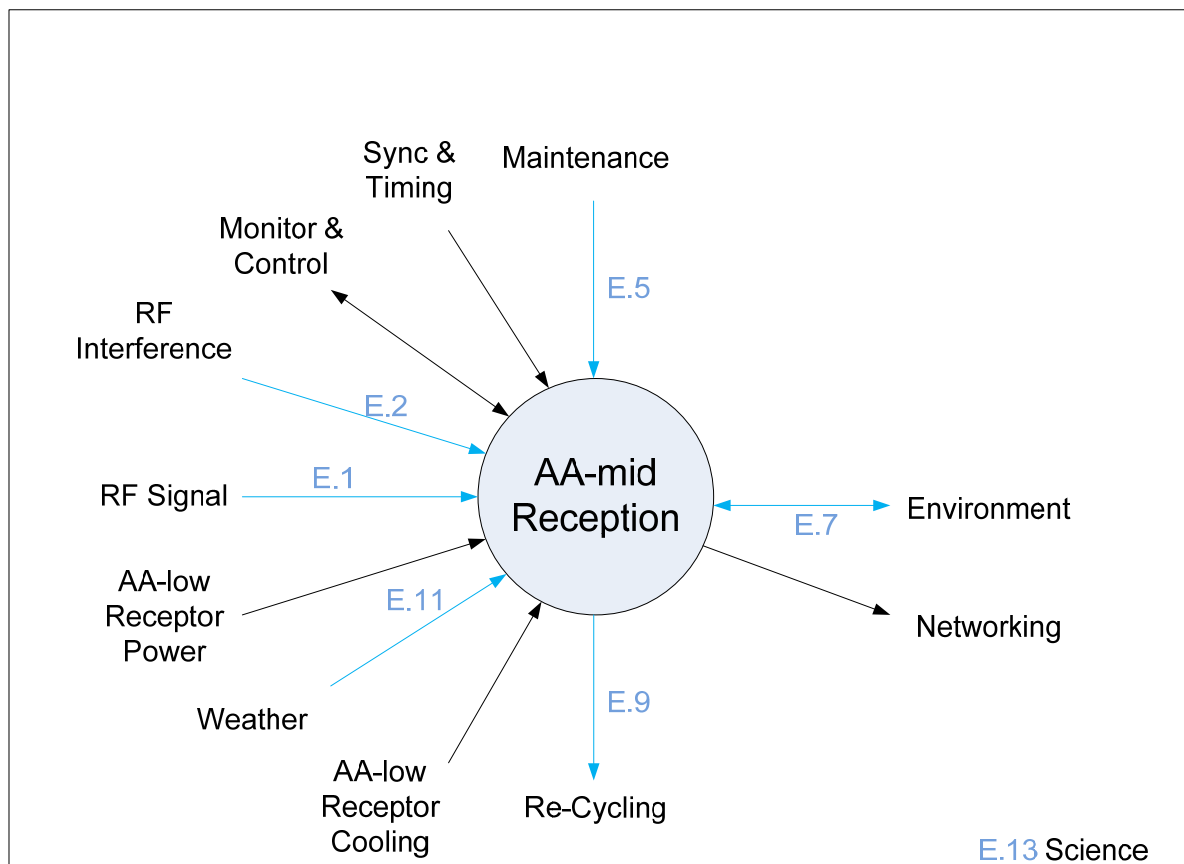 Sync &
Timing
Maintenance
Monitor &
Control
E.5
RF
Interference
E.2
AA-mid
Reception
RF Signal
E.1
Environment
E.7
AA-low
Receptor
Power
E.11
Networking
Weather
E.9
AA-low
Receptor
Cooling
Re-Cycling
E.13 Science